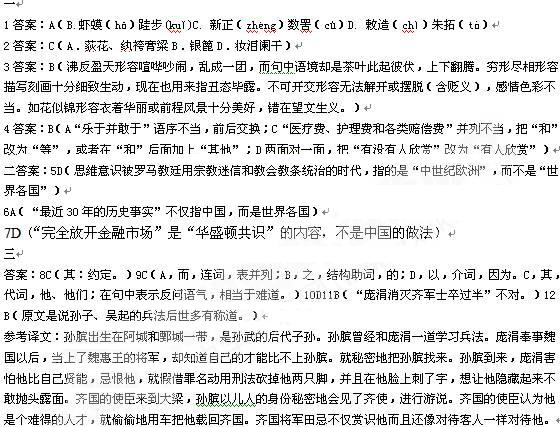 一
1答案：A(B.虾蟆(há)跬步(kuǐ)C. 新正(zhēng)数罟(cù)D. 敕造(chì)朱拓(tà)
2答案：C(A．荻花、纨袴膏粱 B．银篦 D．妆泪阑干)
3答案：B(沸反盈天形容喧哗吵闹，乱成一团，而句中语境却是茶叶此起彼伏，上下翻腾。穷形尽相形容
描写刻画十分细致生动，现在也用来指丑态毕露。不可开交形容无法解开或摆脱(含贬义)，感情色彩不
当。如花似锦形容衣着华丽或前程风景十分美好，错在望文生义。)
4答案：B(A“乐于并敢于”语序不当，前后交换；C“医疗费、护理费和各类赔偿费”并列不当，把“和”
改为“等”，或者在“和”后面加上“其他”；D两面对一面，把“有没有人欣赏”改为“有人欣赏”)
二答案：5D(思维意识被罗马教廷用宗教迷信和教会教条统治的时代，指的是“中世纪欧洲”，而不是“世
界各国”)
6A(“最近30年的历史事实”不仅指中国，而是世界各国)
7D(“完全放开金融市场”是“华盛顿共识”的内容，不是中国的做法)
三
答案：8C(其：约定。)9C(A，而，连词，表并列；B，之，结构助词，的；D，以，介词，因为。C，其，
代词，他、他们；在句中表示反问语气，相当于难道。)10D11B(“庞涓消灭齐军士卒过半”不对。)12
B(原文是说孙子、吴起的兵法后世多有称道。)
参考译文：孙膑出生在阿城和鄄城一带，是孙武的后代子孙。孙膑曾经和庞涓一道学习兵法。庞涓奉事魏
国以后，当上了魏惠王的将军，却知道自己的才能比不上孙膑。就秘密地把孙膑找来。孙膑到来，庞涓害
怕他比自己贤能，忌恨他，就假借罪名动用刑法砍掉他两只脚，并且在他脸上刺了字，想让他隐藏起来不
敢抛头露面。齐国的使臣来到大梁，孙膑以几人的身份秘密地会见了齐使，进行游说。齐国的使臣认为他
是个难得的人才，就偷偷地用车把他载回齐国。齐国将军田忌不仅赏识他而且还像对待客人一样对待他。